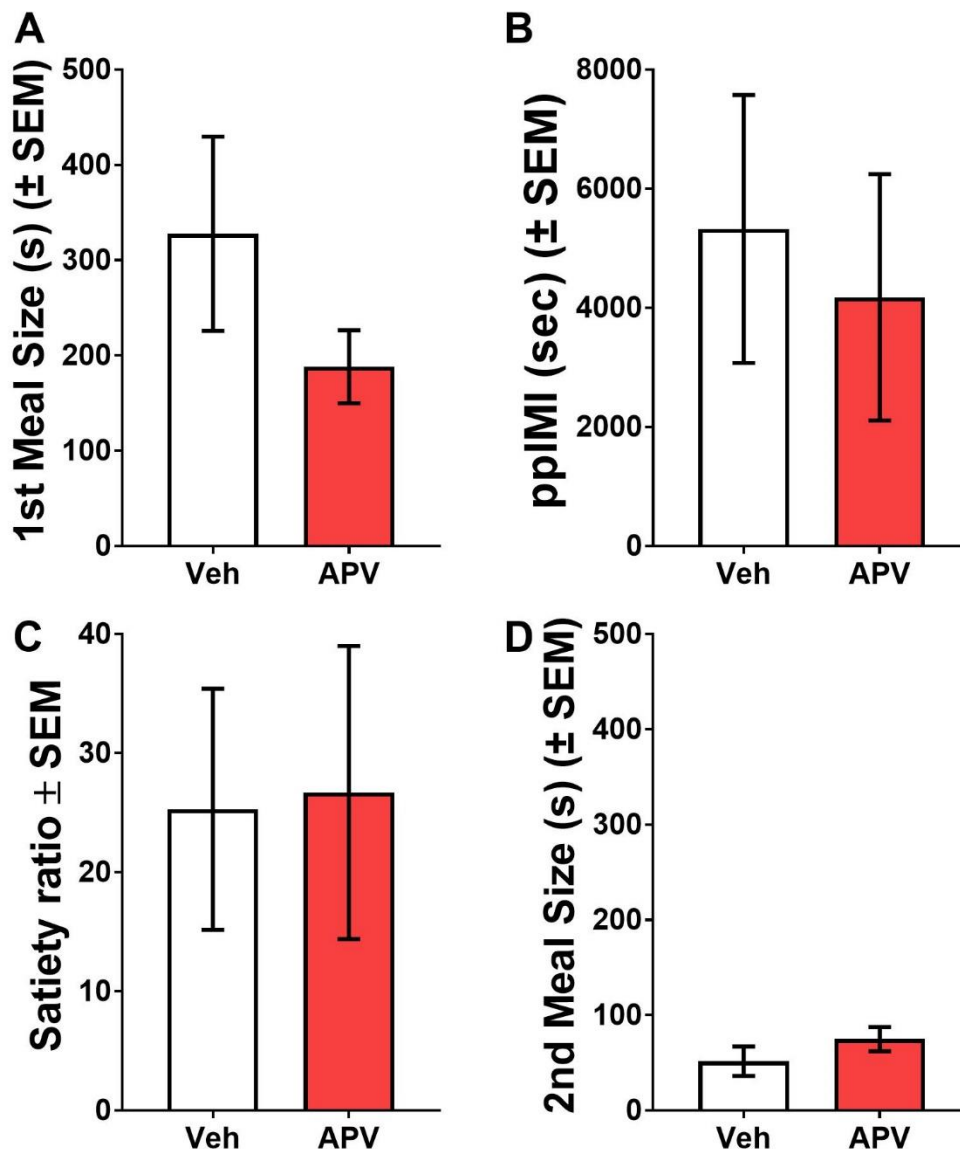 A
1st Meal Size (s) (± SEM)
500
400
300
200
100
0
Veh APV
B
ppIMI (sec) (± SEM)
8000
6000
4000
2000
0
Veh APV
C
Satiety ratio ± SEM
40
30
20
10
0
Veh APV
D
2nd Meal Size (s) (± SEM)
500
400
300
200
100
0
Veh APV